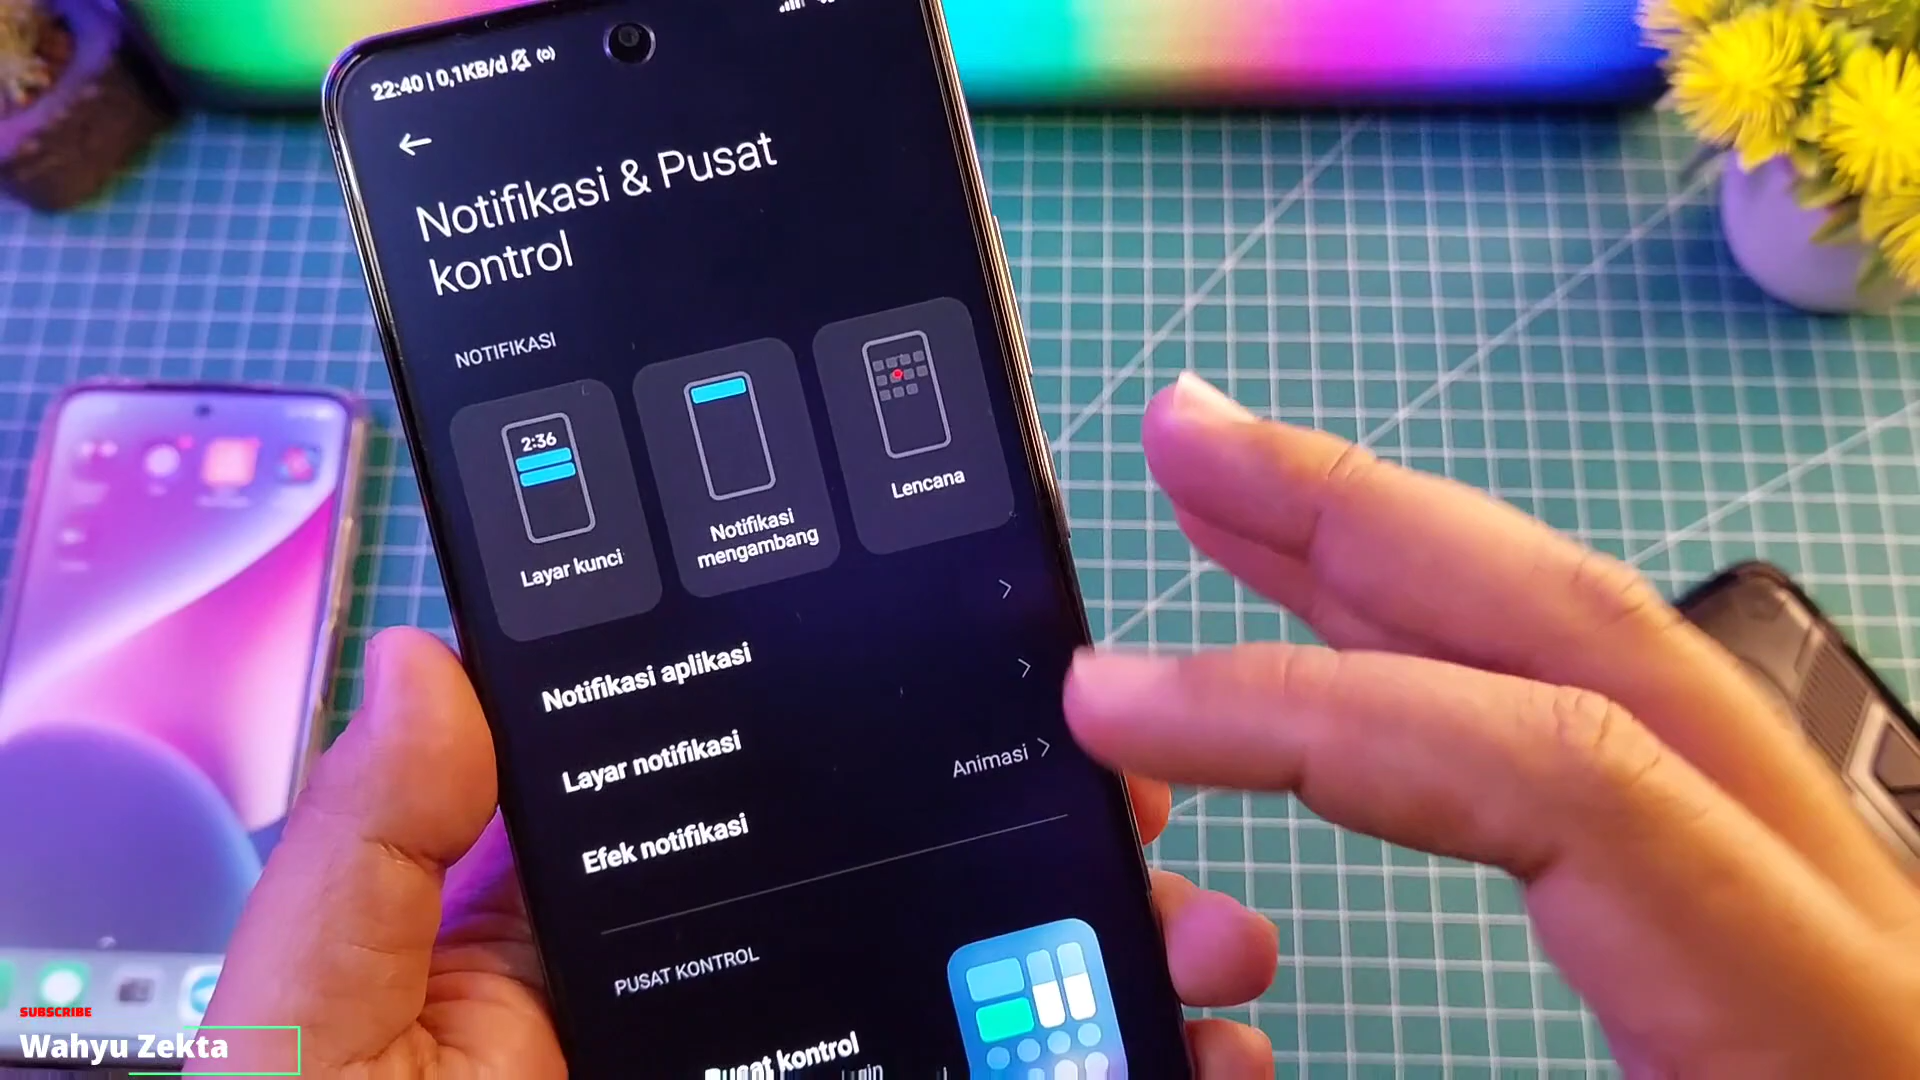 22:40 | 0,1KB/d
Notifikasi & Pusat
kontrol
NOTIFIKASI
2:36
Layar kunci
Notifikasi
mengambang
Lencana
Notifikasi aplikasi
Layar notifikasi
Animasi
Efek notifikasi
PUSAT KONTROL
Pusat kontrol
SUBSCRIBE
Wahyu Zekta